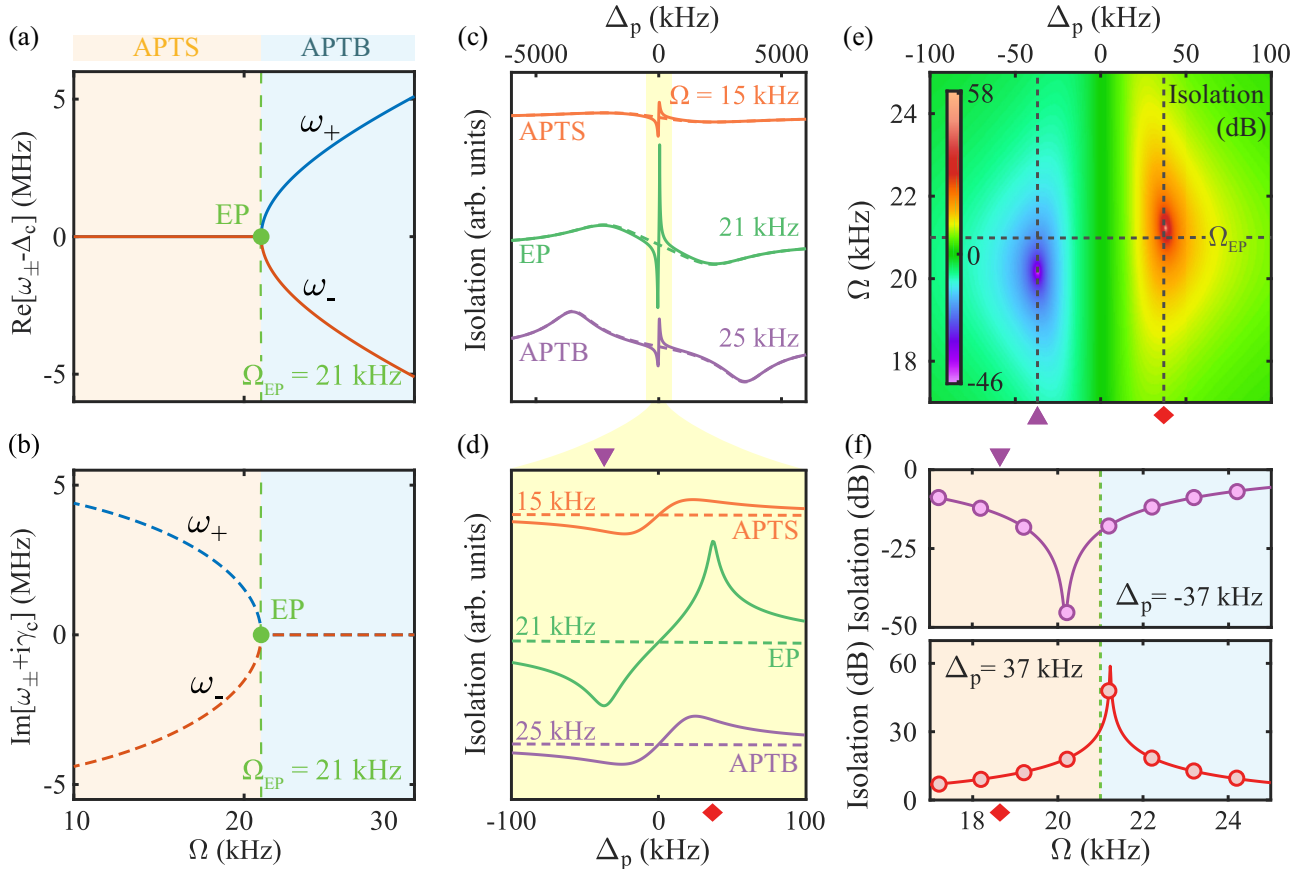 (a)
APTS
APTB
5
0
-5
Re[ω±-Δc] (MHz)
ω+
EP
ω-
ΩEP = 21 kHz
(b)
5
0
-5
Im[ω±+iγc] (MHz)
ω+
EP
ω-
ΩEP = 21 kHz
10
20
30
Ω (kHz)
(c)
Δp (kHz)
-5000
0
5000
Isolation (arb. units)
Ω = 15 kHz
APTS
21 kHz
EP
25 kHz
APTB
(d)
Isolation (arb. units)
15 kHz
APTS
21 kHz
EP
25 kHz
APTB
-100
0
100
Δp (kHz)
(e)
Δp (kHz)
-100
-50
0
50
100
24
22
20
18
Ω (kHz)
58
0
-46
Isolation
(dB)
ΩEP
(f)
0
-25
-50
Isolation (dB)
Δp= -37 kHz
60
30
0
Isolation (dB)
Δp= 37 kHz
18
20
22
24
Ω (kHz)